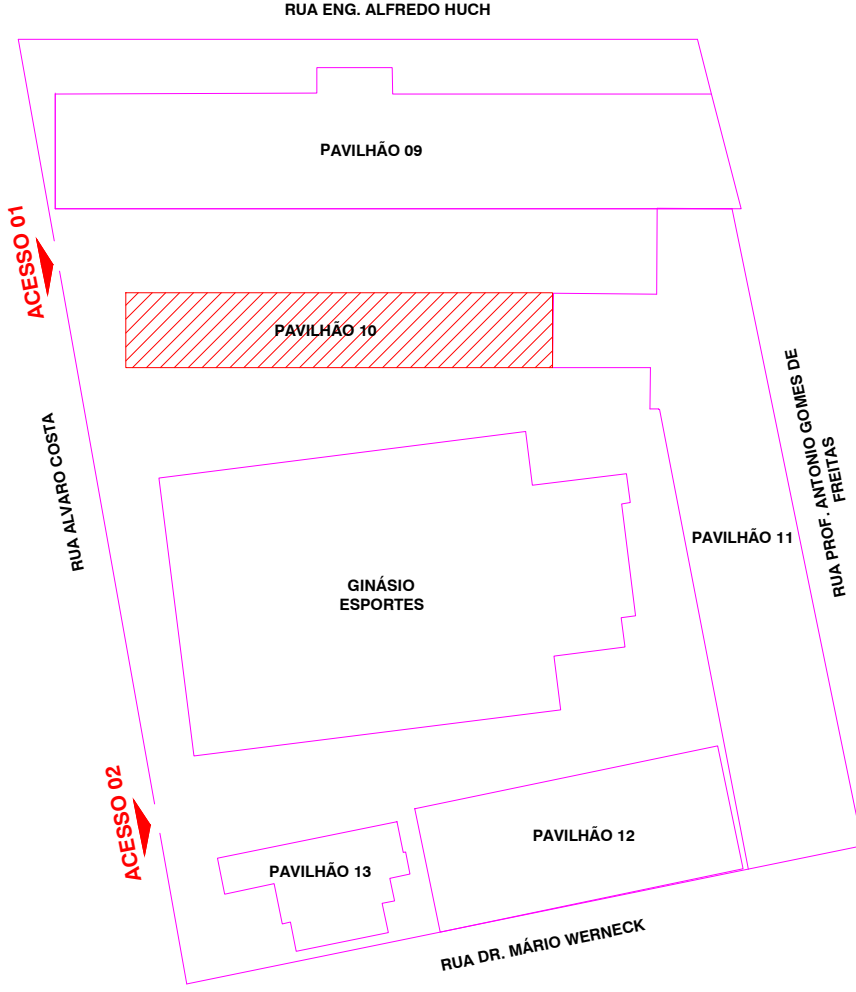 RUA ENG. ALFREDO HUCH
PAVILHÃO 09
ACESSO 01
PAVILHÃO 10
RUA ALVARO COSTA
RUA PROF. ANTONIO GOMES DE
FREITAS
PAVILHÃO 11
GINÁSIO
ESPORTES
ACESSO 02
PAVILHÃO 12
PAVILHÃO 13
RUA DR. MÁRIO WERNECK